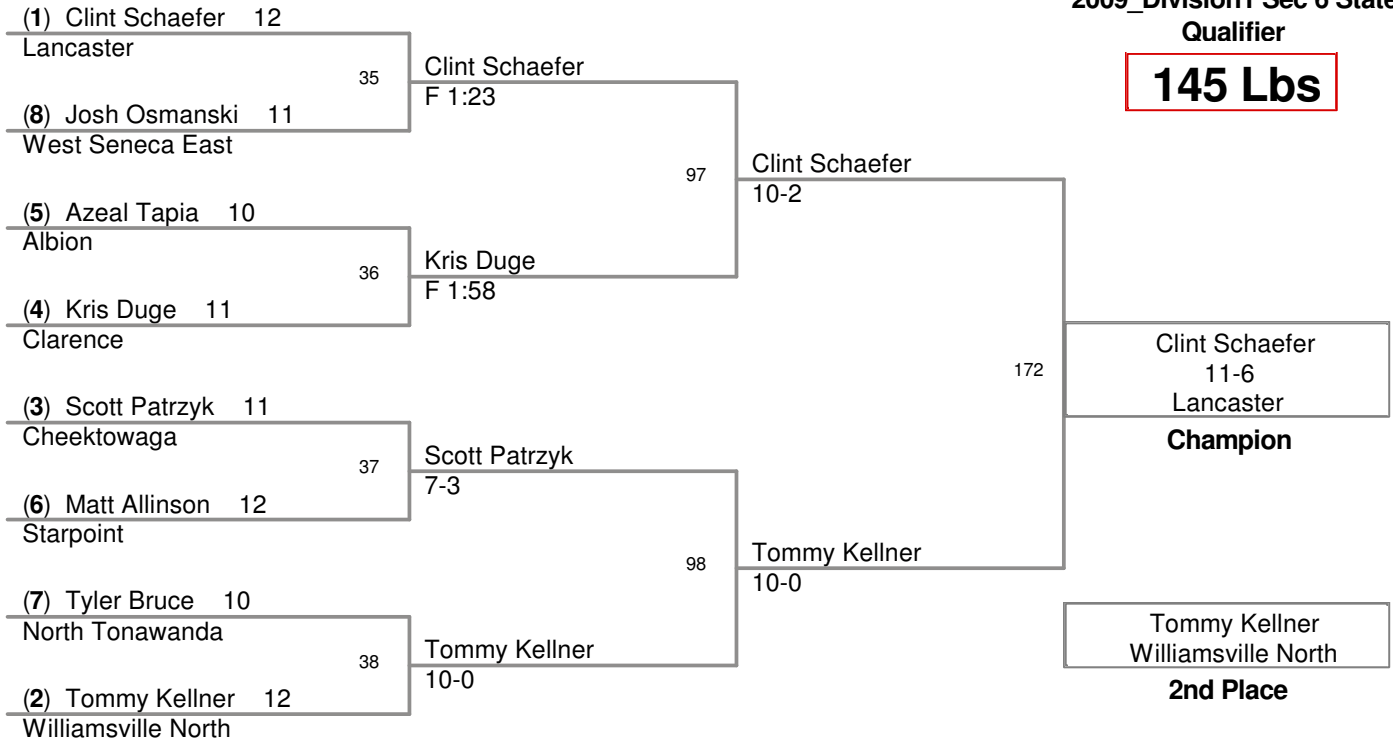 2009_Division1 Sec 6 State
Qualifier
145 Lbs
(1) Clint Schaefer 12
Lancaster
35
Clint Schaefer
F 1:23
(8) Josh Osmanski 11
West Seneca East
97
Clint Schaefer
10-2
(5) Azeal Tapia 10
Albion
36
Kris Duge
F 1:58
(4) Kris Duge 11
Clarence
172
Clint Schaefer
11-6
Lancaster
Champion
(3) Scott Patrzyk 11
Cheektowaga
37
Scott Patrzyk
7-3
(6) Matt Allinson 12
Starpoint
98
Tommy Kellner
10-0
(7) Tyler Bruce 10
North Tonawanda
38
Tommy Kellner
10-0
(2) Tommy Kellner 12
Williamsville North
Tommy Kellner
Williamsville North
2nd Place